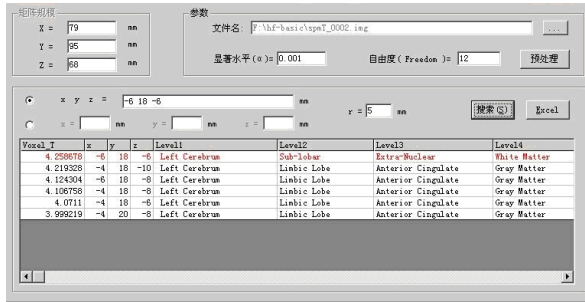 矩阵规模
参数
X = 79 mm
文件名: F:\hf-basic\spmT_0002.img ...
Y = 95 mm
显著水平(α)= 0.001 自由度( Freedom )= 12 预处理
Z = 68 mm
x y z = -6 18 -6 mm
r = 5 mm 搜索(S) Excel
x = mm y = mm z = mm
Voxel_T x y z Level1 Level2 Level3 Level4
4.258678 -6 18 -6 Left Cerebrum Sub-lobar Extra-Nuclear White Matter
4.219328 -4 18 -10 Left Cerebrum Limbic Lobe Anterior Cingulate Gray Matter
4.124304 -6 18 -8 Left Cerebrum Limbic Lobe Anterior Cingulate Gray Matter
4.106758 -4 18 -8 Left Cerebrum Limbic Lobe Anterior Cingulate Gray Matter
4.0711 -4 18 -6 Left Cerebrum Limbic Lobe Anterior Cingulate Gray Matter
3.999219 -4 20 -8 Left Cerebrum Limbic Lobe Anterior Cingulate Gray Matter